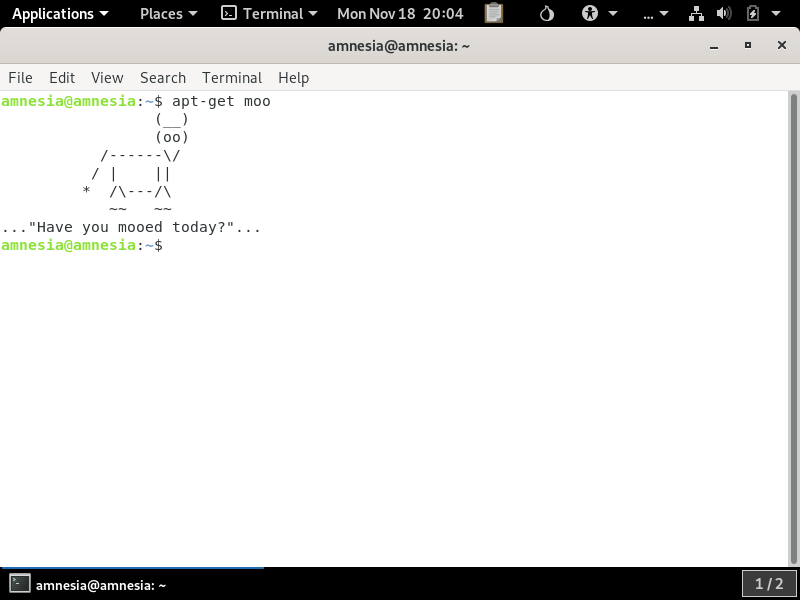 Applications Places Terminal Mon Nov 18 20:04 ...
amnesia@amnesia: ~
File Edit View Search Terminal Help
amnesia@amnesia:~$ apt-get moo
                 (__)
                 (oo)
           /------\/
          / |    ||
         *  /\---/\
            ~~   ~~
..."Have you mooed today?"...
amnesia@amnesia:~$
amnesia@amnesia: ~ 1 / 2